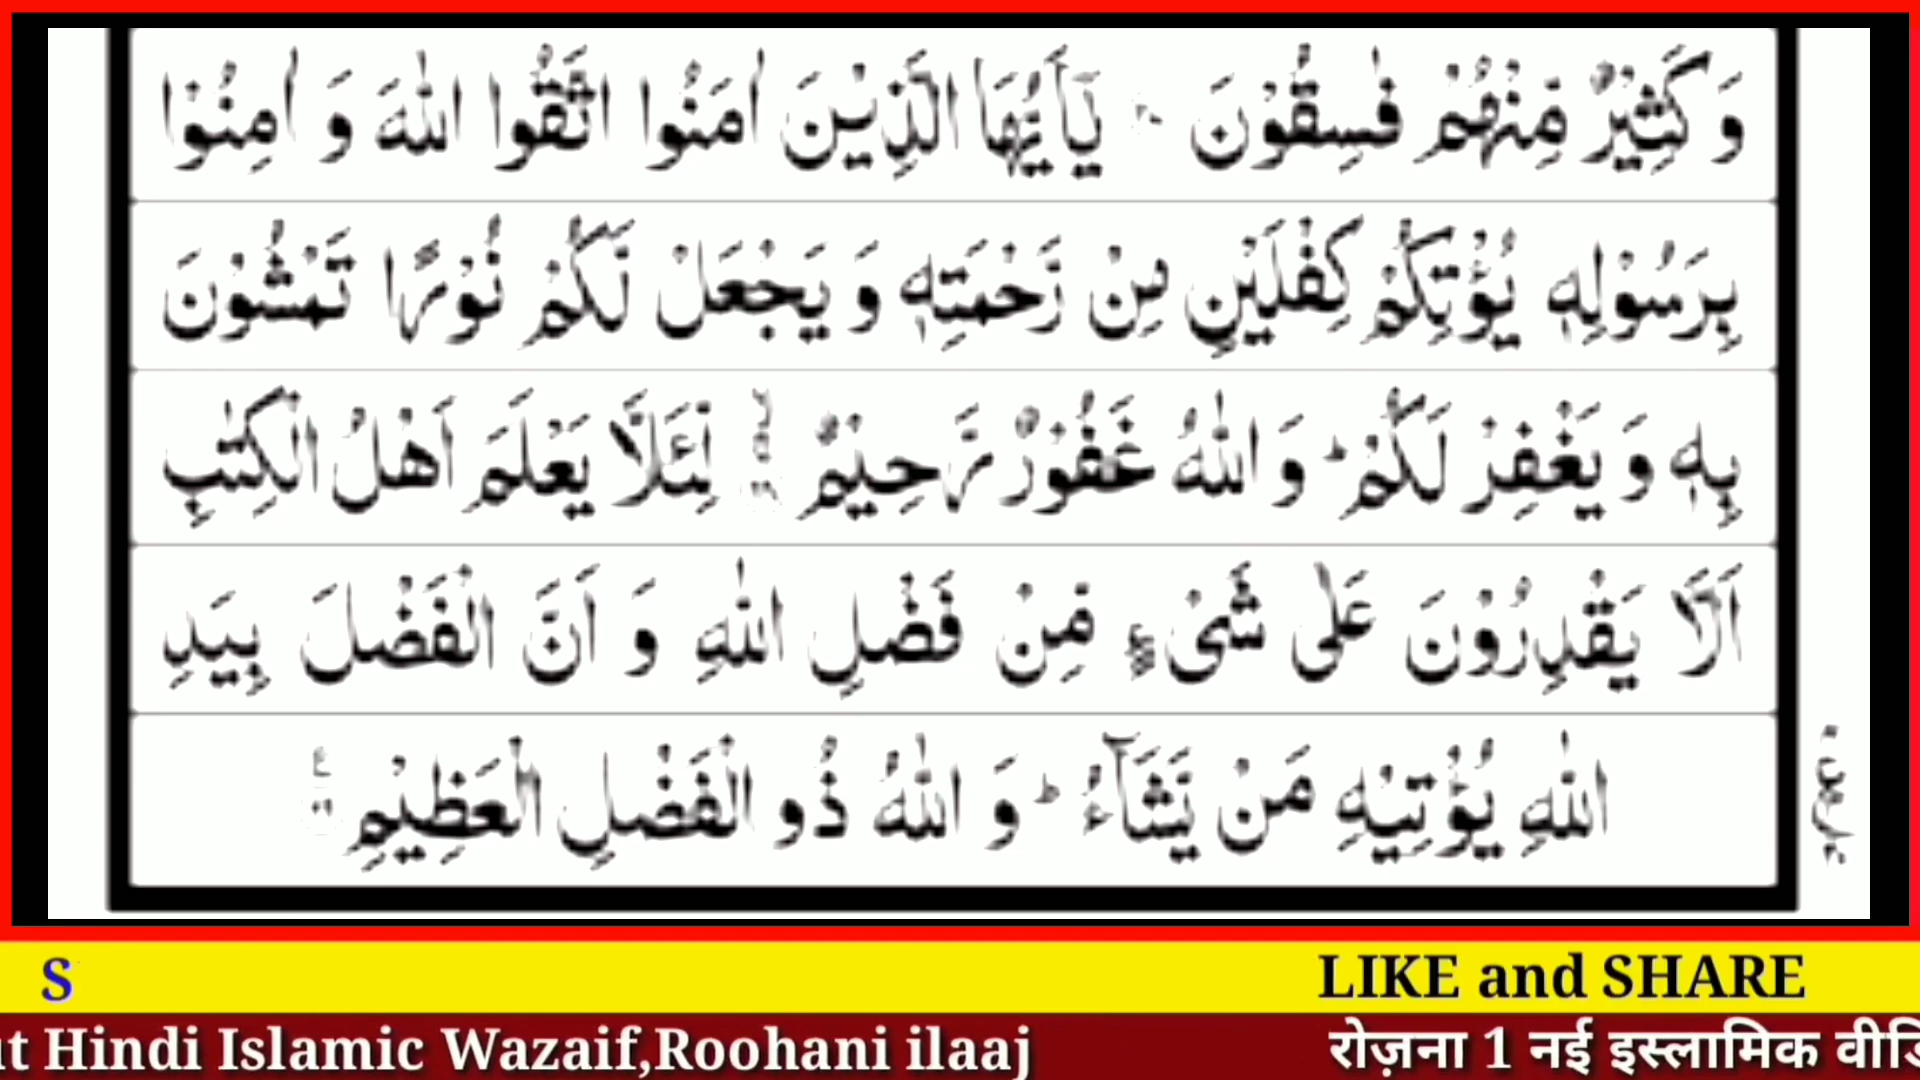 وَ كَثِیْرٌ مِّنْهُمْ فٰسِقُوْنَ یٰۤاَیُّهَا الَّذِیْنَ اٰمَنُوا اتَّقُوا اللّٰهَ وَ اٰمِنُوْا
بِرَسُوْلِهٖ یُؤْتِكُمْ كِفْلَیْنِ مِنْ رَّحْمَتِهٖ وَ یَجْعَلْ لَّكُمْ نُوْرًا تَمْشُوْنَ
بِهٖ وَ یَغْفِرْ لَكُمْ ؕ وَ اللّٰهُ غَفُوْرٌ رَّحِیْمٌ لِّئَلَّا یَعْلَمَ اَهْلُ الْكِتٰبِ
اَلَّا یَقْدِرُوْنَ عَلٰی شَیْءٍ مِّنْ فَضْلِ اللّٰهِ وَ اَنَّ الْفَضْلَ بِیَدِ
اللّٰهِ یُؤْتِیْهِ مَنْ یَّشَآءُ ؕ وَ اللّٰهُ ذُو الْفَضْلِ الْعَظِیْمِ
S LIKE and SHARE
Hindi Islamic Wazaif,Roohani ilaaj रोज़ना 1 नई इस्लामिक